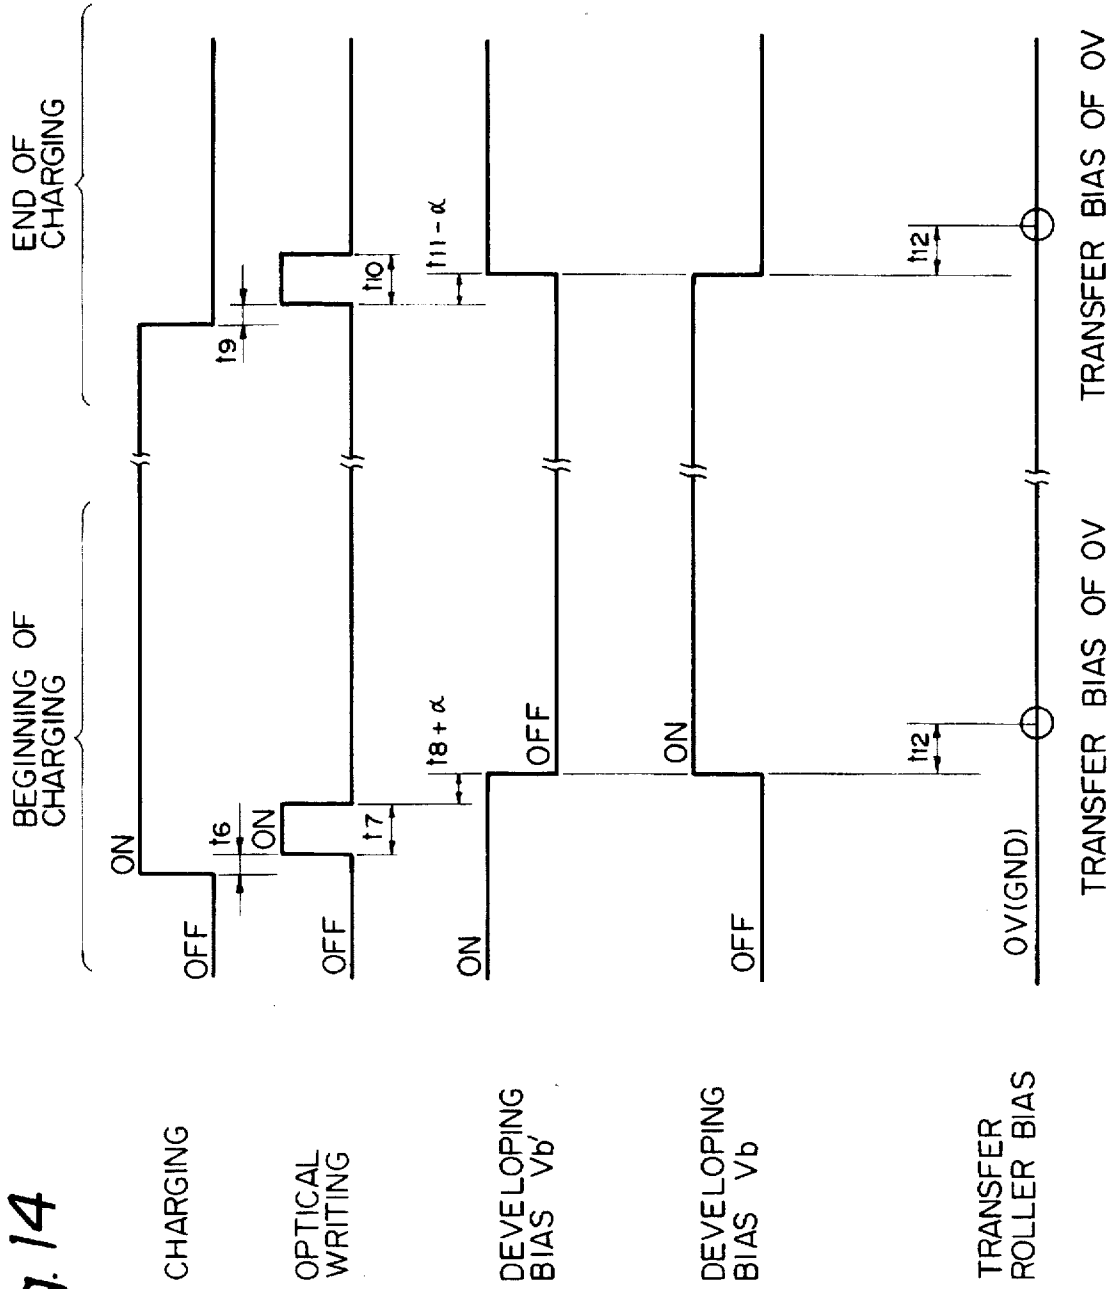 g. 14
BEGINNING OF
CHARGING
END OF
CHARGING
CHARGING
OFF
ON
t6
t9
OPTICAL
WRITING
OFF
ON
t7
t10
DEVELOPING
BIAS Vb'
ON
t8+α
OFF
t11-α
DEVELOPING
BIAS Vb
OFF
ON
TRANSFER
ROLLER BIAS
0V(GND)
t12
t12
TRANSFER BIAS OF 0V
TRANSFER BIAS OF 0V